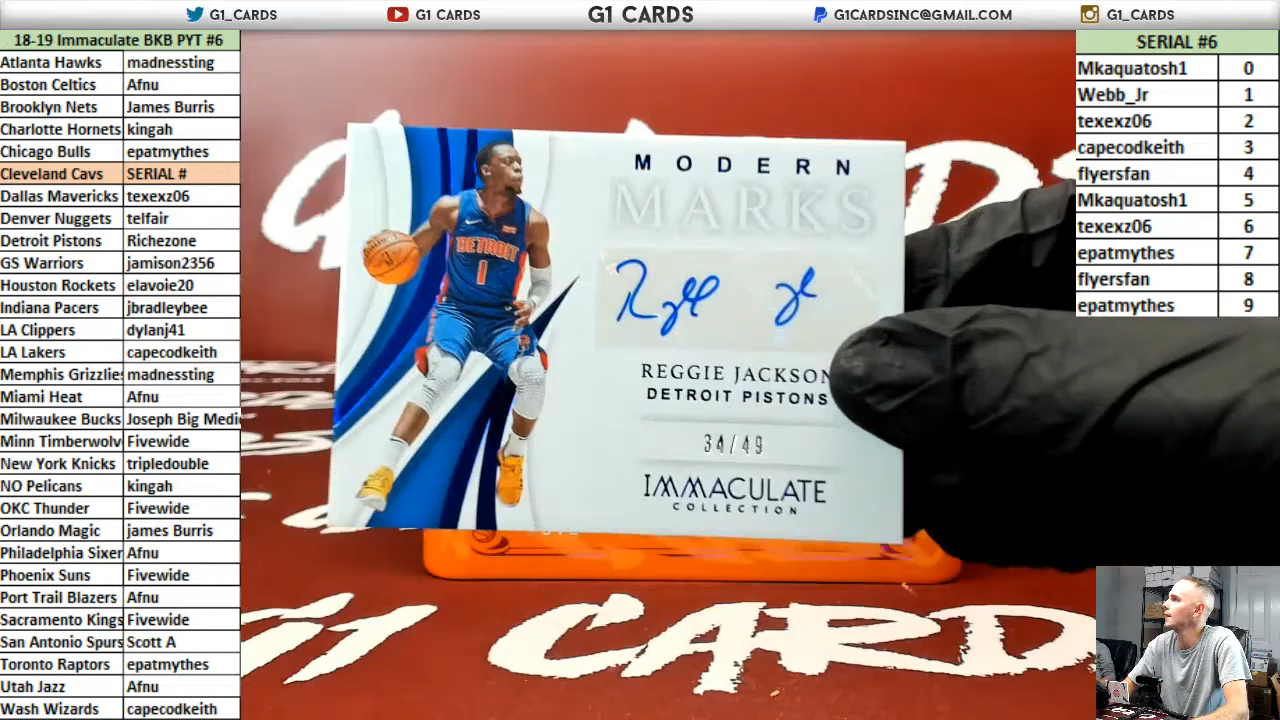 G1_CARDS
G1 CARDS
G1 CARDS
G1CARDSINC@GMAIL.COM
G1_CARDS
18-19 Immaculate BKB PYT #6
Atlanta Hawks madnessting
Boston Celtics Afnu
Brooklyn Nets James Burris
Charlotte Hornets kingah
Chicago Bulls epatmythes
Cleveland Cavs SERIAL #
Dallas Mavericks texexz06
Denver Nuggets telfair
Detroit Pistons Richezone
GS Warriors jamison2356
Houston Rockets elavoie20
Indiana Pacers jbradleybee
LA Clippers dylanj41
LA Lakers capecodkeith
Memphis Grizzlies madnessting
Miami Heat Afnu
Milwaukee Bucks Joseph Big Medi
Minn Timberwolv Fivewide
New York Knicks tripledouble
NO Pelicans kingah
OKC Thunder Fivewide
Orlando Magic james Burris
Philadelphia Sixer Afnu
Phoenix Suns Fivewide
Port Trail Blazers Afnu
Sacramento Kings Fivewide
San Antonio Spurs Scott A
Toronto Raptors epatmythes
Utah Jazz Afnu
Wash Wizards capecodkeith
MODERN
MARKS
DETROIT
1
REGGIE JACKSON
DETROIT PISTONS
34/49
IMMACULATE
COLLECTION
G1 CARD
SERIAL #6
Mkaquatosh1 0
Webb_Jr 1
texexz06 2
capecodkeith 3
flyersfan 4
Mkaquatosh1 5
texexz06 6
epatmythes 7
flyersfan 8
epatmythes 9